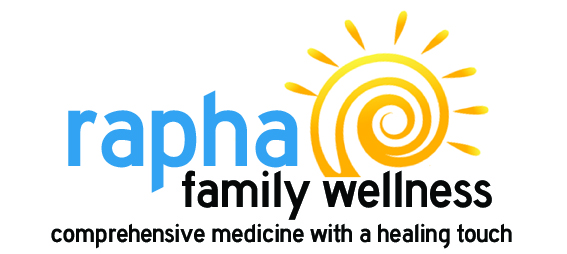 rapha
family wellness
comprehensive medicine with a healing touch